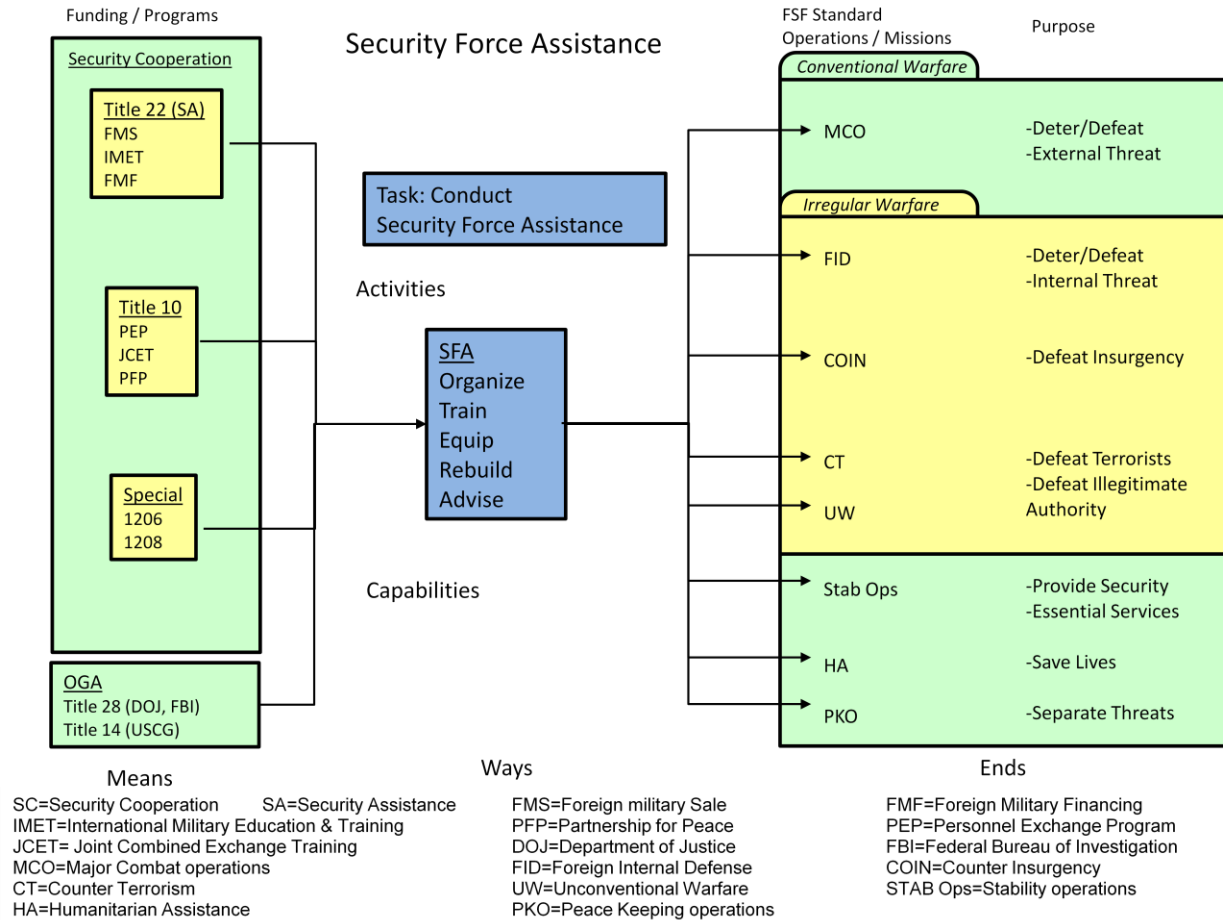 Funding / Programs
Security Force Assistance
FSF Standard
Operations / Missions
Purpose
Security Cooperation
Title 22 (SA)
FMS
IMET
FMF
Title 10
PEP
JCET
PFP
Special
1206
1208
OGA
Title 28 (DOJ, FBI)
Title 14 (USCG)
Task: Conduct
Security Force Assistance
Activities
SFA
Organize
Train
Equip
Rebuild
Advise
Capabilities
Conventional Warfare
MCO
-Deter/Defeat
-External Threat
Irregular Warfare
FID
-Deter/Defeat
-Internal Threat
COIN
-Defeat Insurgency
CT
-Defeat Terrorists
-Defeat Illegitimate
UW
Authority
Stab Ops
-Provide Security
-Essential Services
HA
-Save Lives
PKO
-Separate Threats
Means
Ways
Ends
SC=Security Cooperation SA=Security Assistance
IMET=International Military Education & Training
JCET= Joint Combined Exchange Training
MCO=Major Combat operations
CT=Counter Terrorism
HA=Humanitarian Assistance
FMS=Foreign military Sale
PFP=Partnership for Peace
DOJ=Department of Justice
FID=Foreign Internal Defense
UW=Unconventional Warfare
PKO=Peace Keeping operations
FMF=Foreign Military Financing
PEP=Personnel Exchange Program
FBI=Federal Bureau of Investigation
COIN=Counter Insurgency
STAB Ops=Stability operations